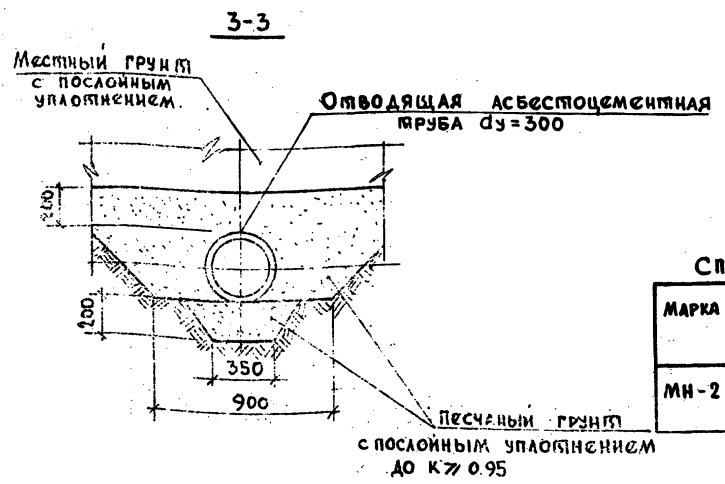 3-3
Местный грунт
с послойным
уплотнением.
Отводящая асбестоцементная
труба dу=300
200
200
350
900
Песчаный грунт
с послойным уплотнением
до К⩾0.95
Сп
Марка
МН-2